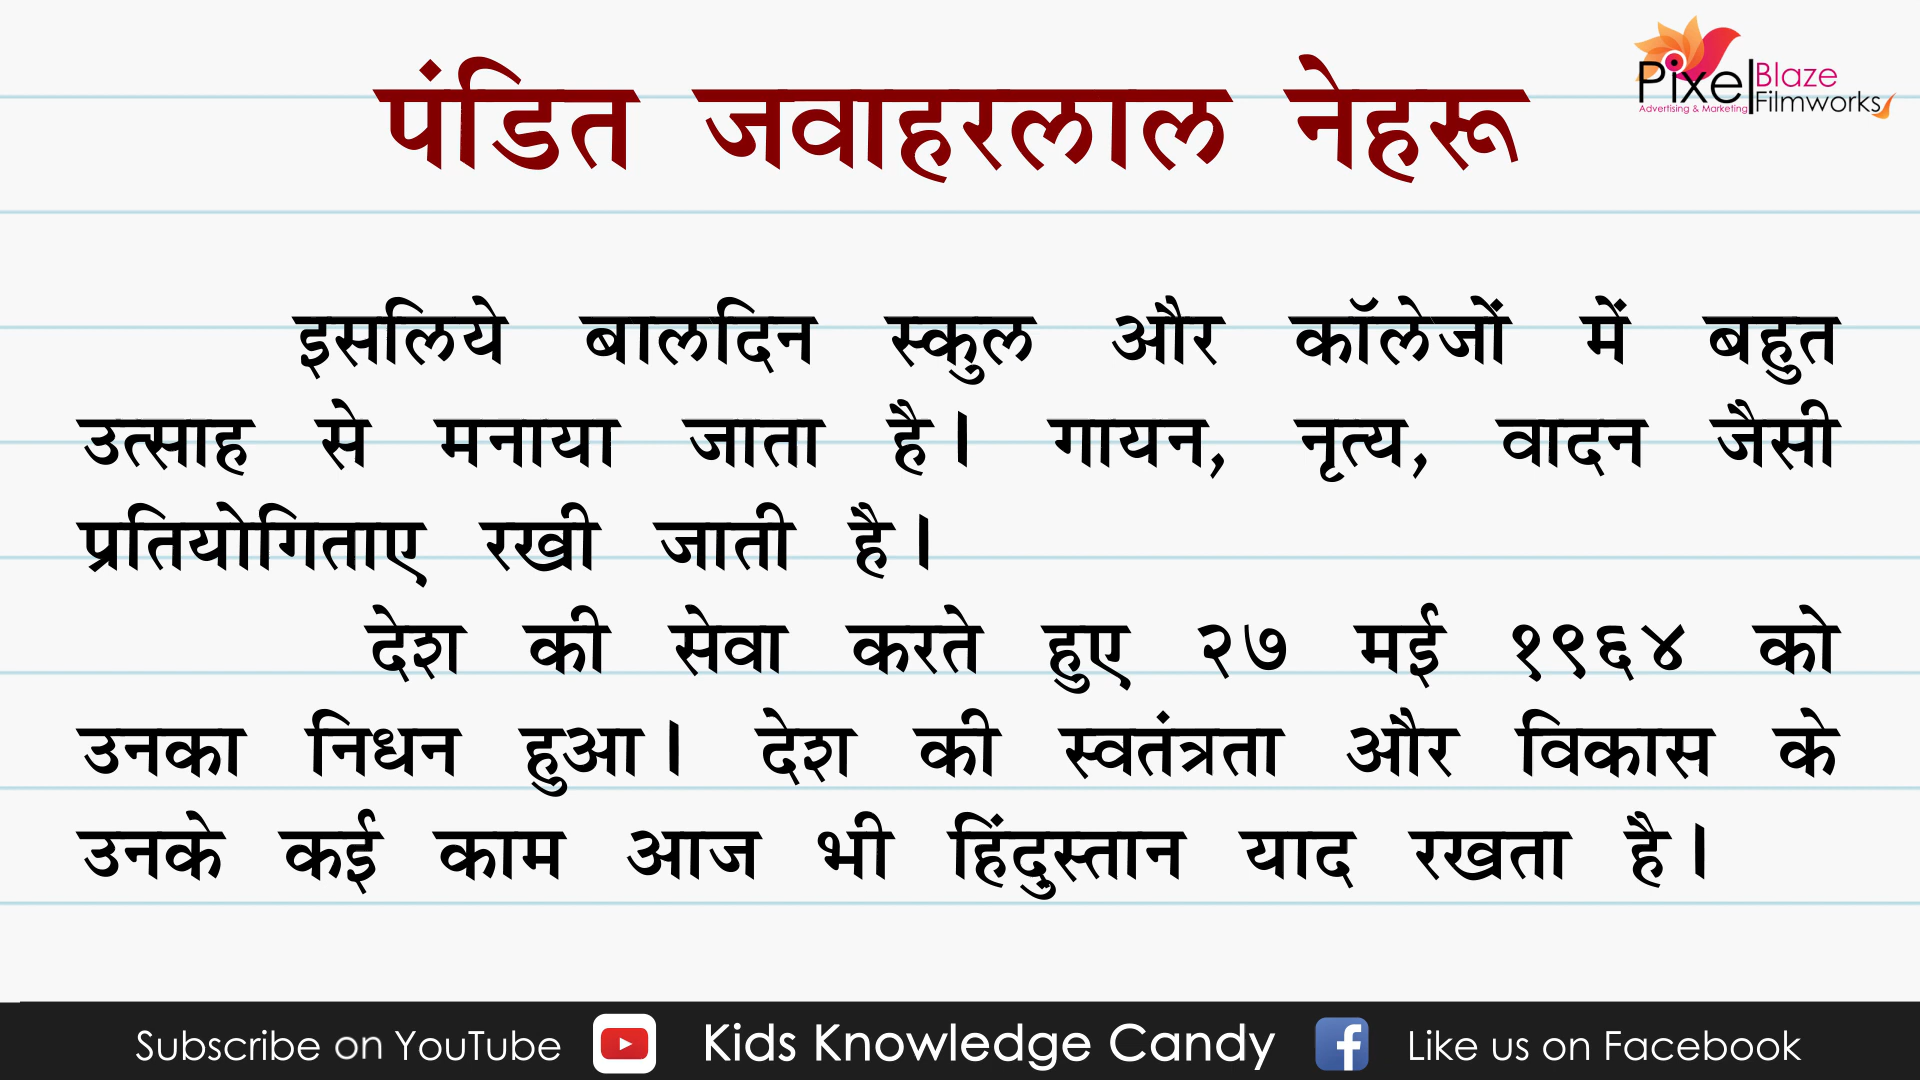 पंडित जवाहरलाल नेहरू
Pixel Blaze Filmworks
Advertising & Marketing
इसलिये बालदिन स्कुल और कॉलेजों में बहुत
उत्साह से मनाया जाता है। गायन, नृत्य, वादन जैसी
प्रतियोगिताए रखी जाती है।
देश की सेवा करते हुए २७ मई १९६४ को
उनका निधन हुआ। देश की स्वतंत्रता और विकास के
उनके कई काम आज भी हिंदुस्तान याद रखता है।
Subscribe on YouTube Kids Knowledge Candy f Like us on Facebook